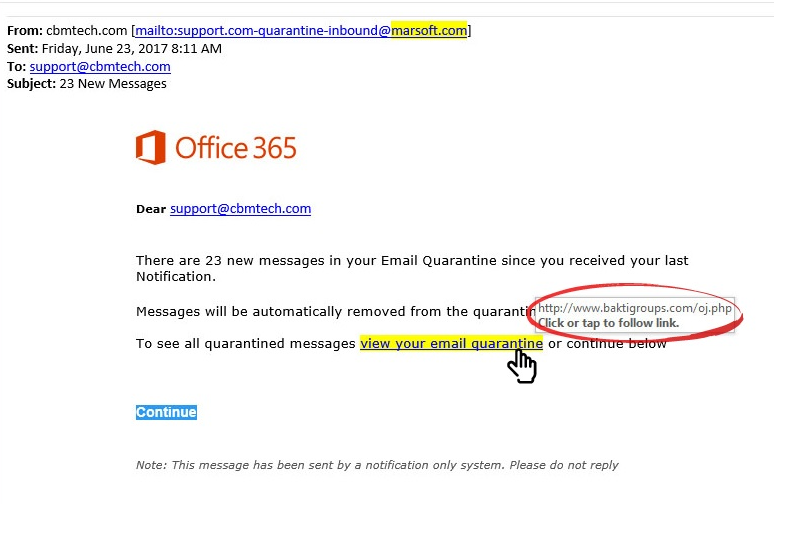 From: cbmtech.com [mailto:support.com-quarantine-inbound@marsoft.com]
Sent: Friday, June 23, 2017 8:11 AM
To: support@cbmtech.com
Subject: 23 New Messages
Office 365
Dear support@cbmtech.com
There are 23 new messages in your Email Quarantine since you received your last
Notification.
Messages will be automatically removed from the
http://www.baktigroups.com/oj.php
Click or tap to follow link.
To see all quarantined messages view your email quarantine or continue below
Continue
Note: This message has been sent by a notification only system. Please do not reply